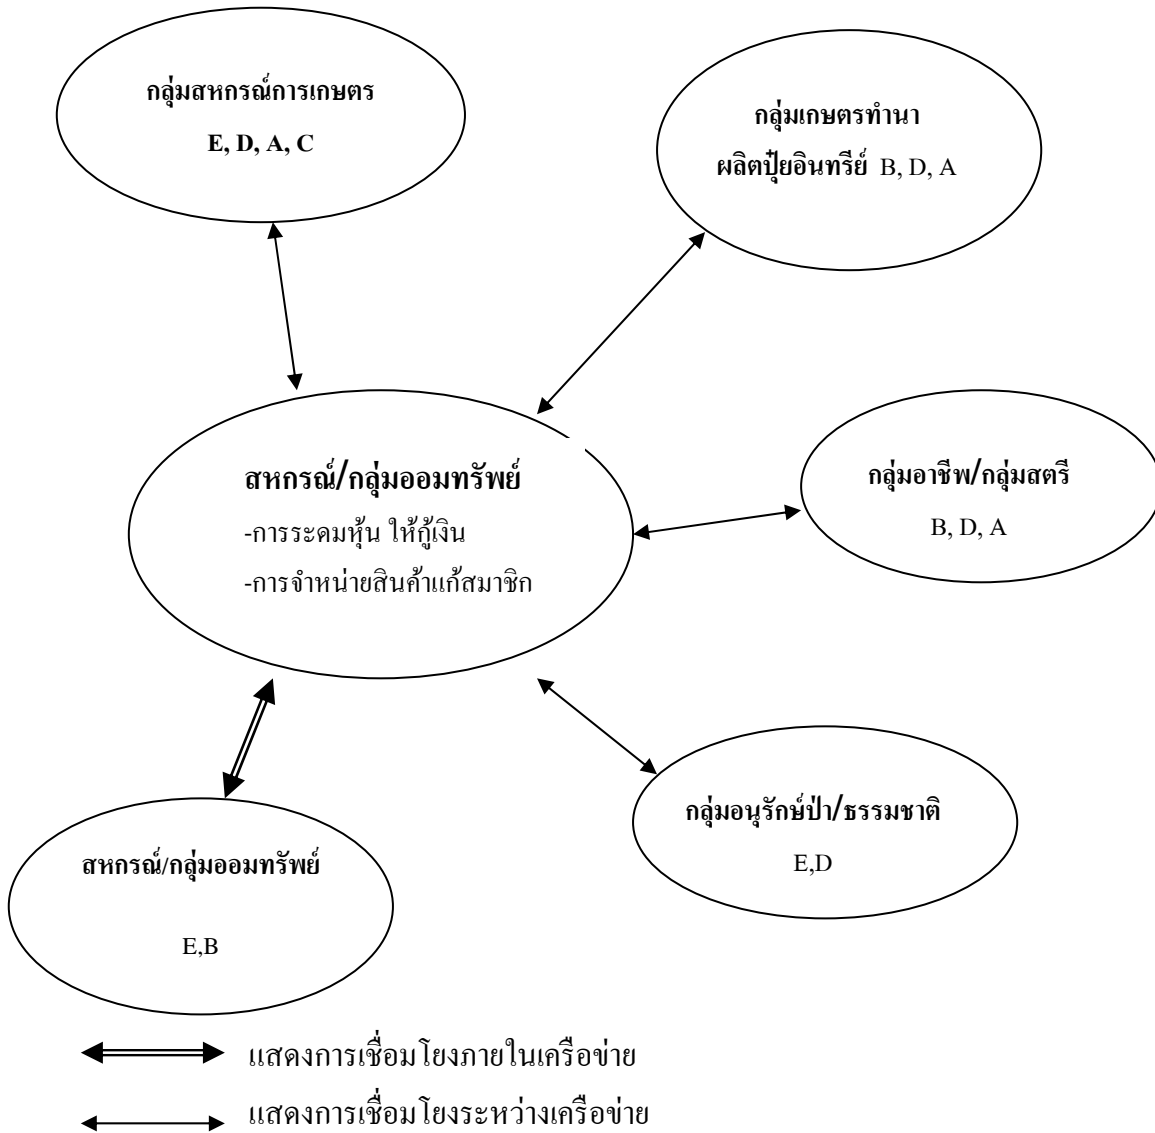 กลุ่มสหกรณ์การเกษตร
E, D, A, C
กลุ่มเกษตรทำนา
ผลิตปุ๋ยอินทรีย์ B, D, A
สหกรณ์/กลุ่มออมทรัพย์
-การระดมหุ้น ให้กู้เงิน
-การจำหน่ายสินค้าแก้สมาชิก
กลุ่มอาชีพ/กลุ่มสตรี
B, D, A
กลุ่มอนุรักษ์ป่า/ธรรมชาติ
E,D
สหกรณ์/กลุ่มออมทรัพย์
E,B
แสดงการเชื่อมโยงภายในเครือข่าย
แสดงการเชื่อมโยงระหว่างเครือข่าย